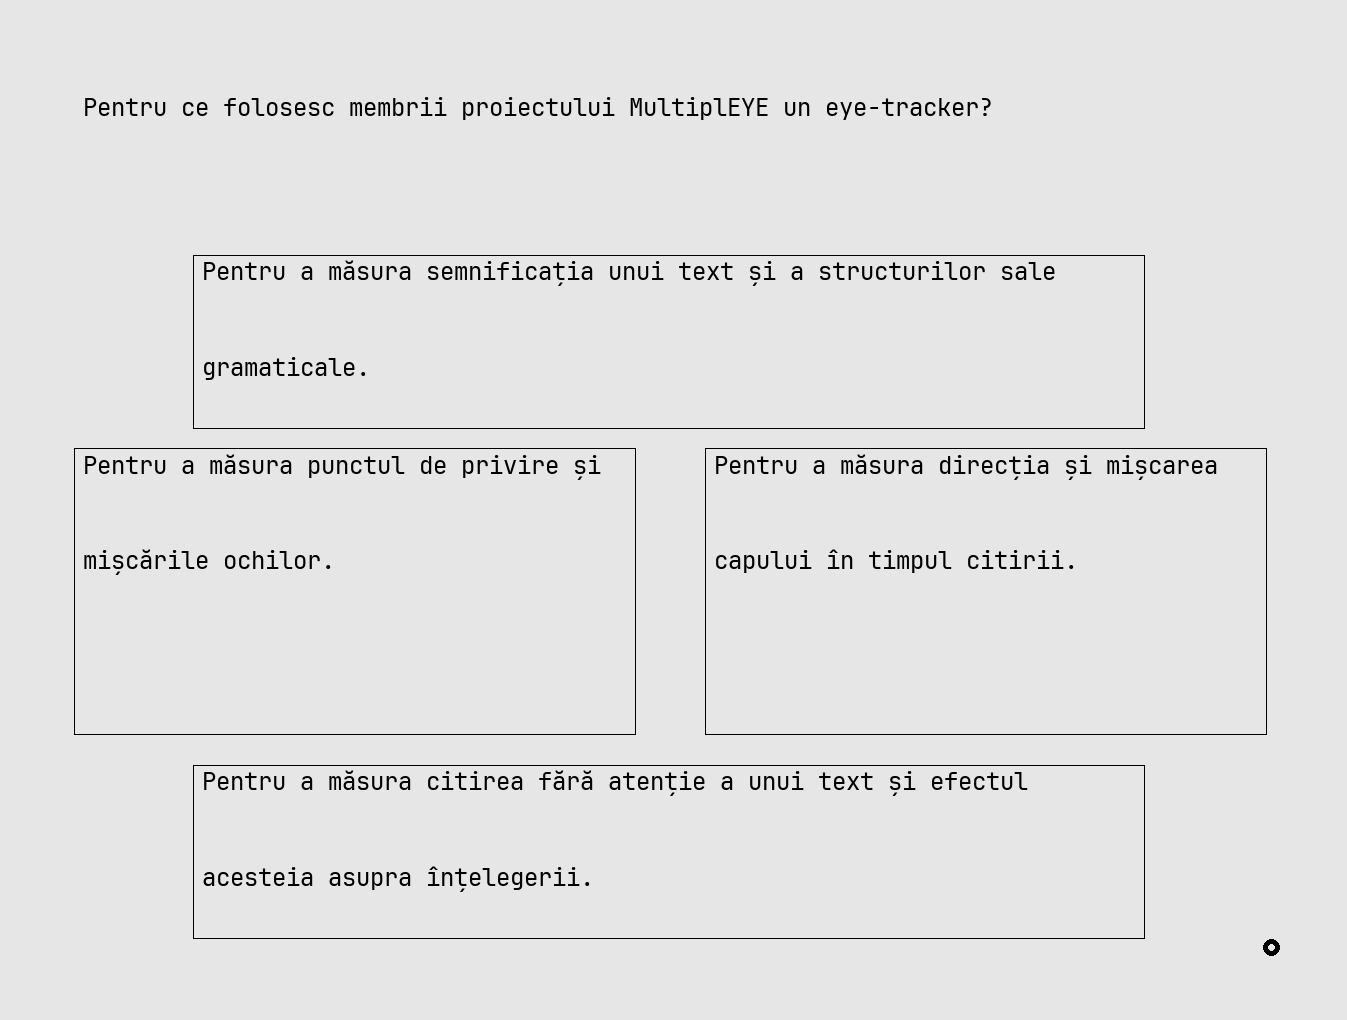 Pentru ce folosesc membrii proiectului MultiplEYE un eye-tracker?
Pentru a măsura semnificația unui text și a structurilor sale
gramaticale.
Pentru a măsura punctul de privire și
mișcările ochilor.
Pentru a măsura direcția și mișcarea
capului în timpul citirii.
Pentru a măsura citirea fără atenție a unui text și efectul
acesteia asupra înțelegerii.